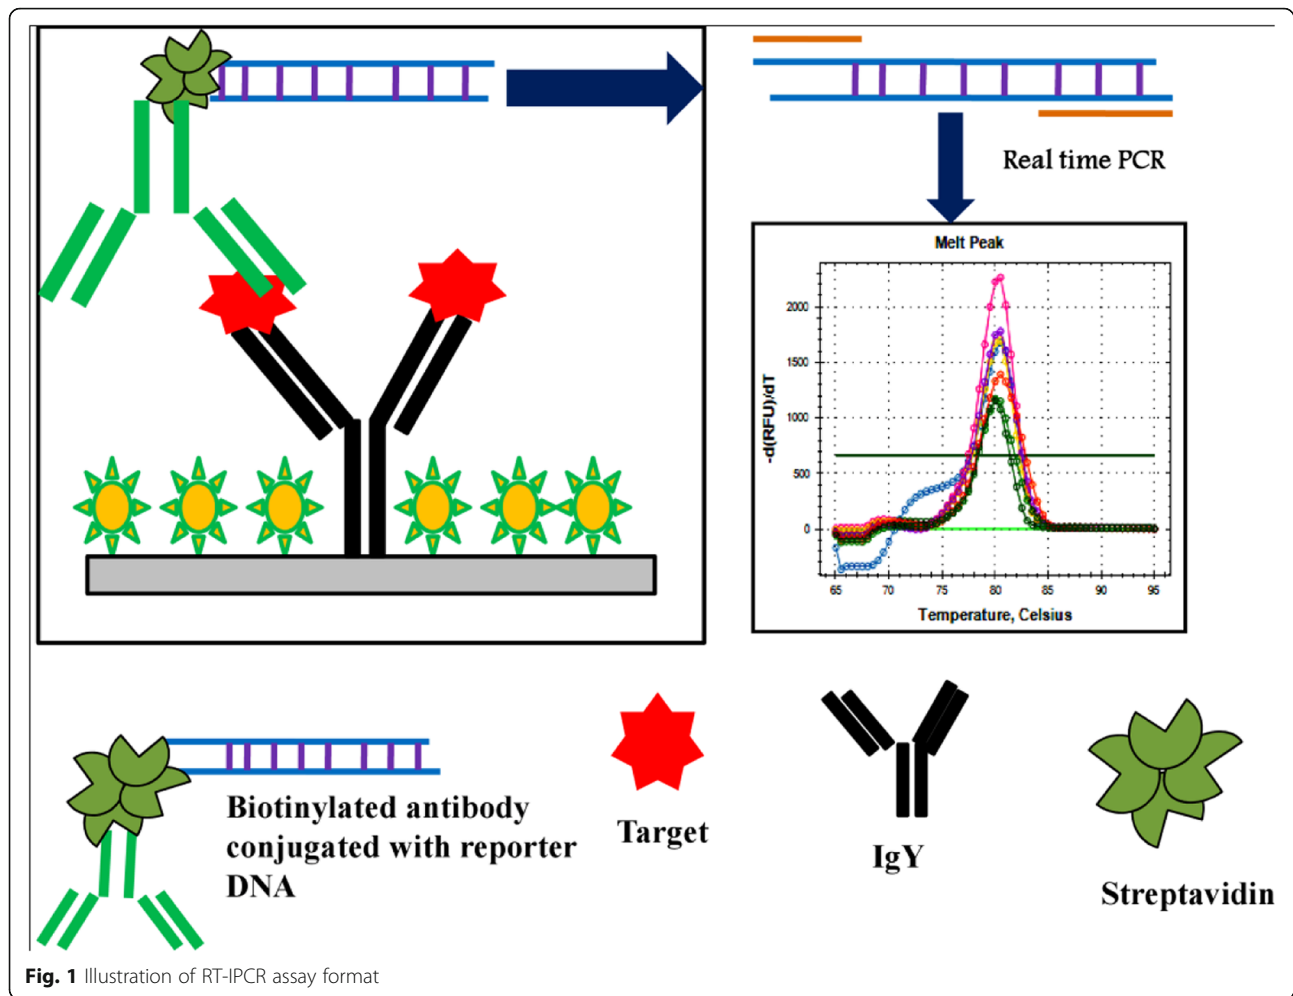 Real time PCR
Melt Peak
2000
1500
1000
500
0
-d(RFU)/dT
65 70 75 80 85 90 95
Temperature, Celsius
Biotinylated antibody
conjugated with reporter
DNA
Target
IgY
Streptavidin
Fig. 1 Illustration of RT-IPCR assay format